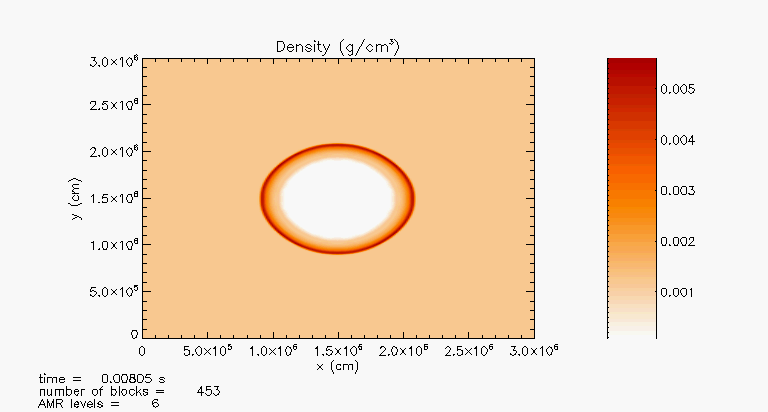 Density (g/cm³)
3.0×10⁶
2.5×10⁶
2.0×10⁶
1.5×10⁶
1.0×10⁶
5.0×10⁵
0
y (cm)
0 5.0×10⁵ 1.0×10⁶ 1.5×10⁶ 2.0×10⁶ 2.5×10⁶ 3.0×10⁶
x (cm)
0.005
0.004
0.003
0.002
0.001
time = 0.00805 s
number of blocks = 453
AMR levels = 6